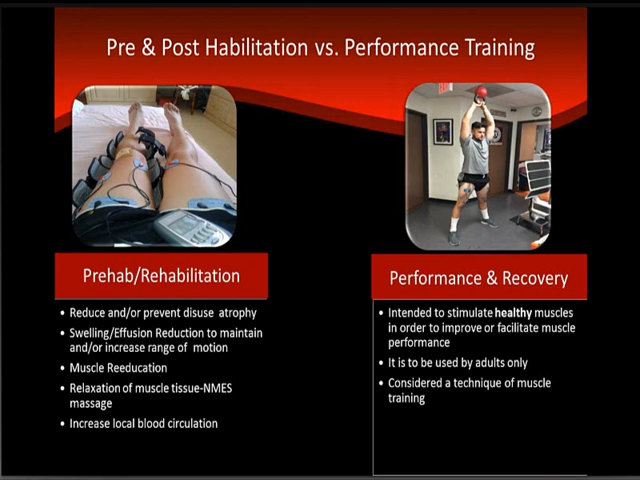 Pre & Post Habilitation vs. Performance Training
Prehab/Rehabilitation
• Reduce and/or prevent disuse atrophy
• Swelling/Effusion Reduction to maintain
and/or increase range of motion
• Muscle Reeducation
• Relaxation of muscle tissue-NMES
massage
• Increase local blood circulation
Performance & Recovery
• Intended to stimulate healthy muscles
in order to improve or facilitate muscle
performance
• It is to be used by adults only
• Considered a technique of muscle
training